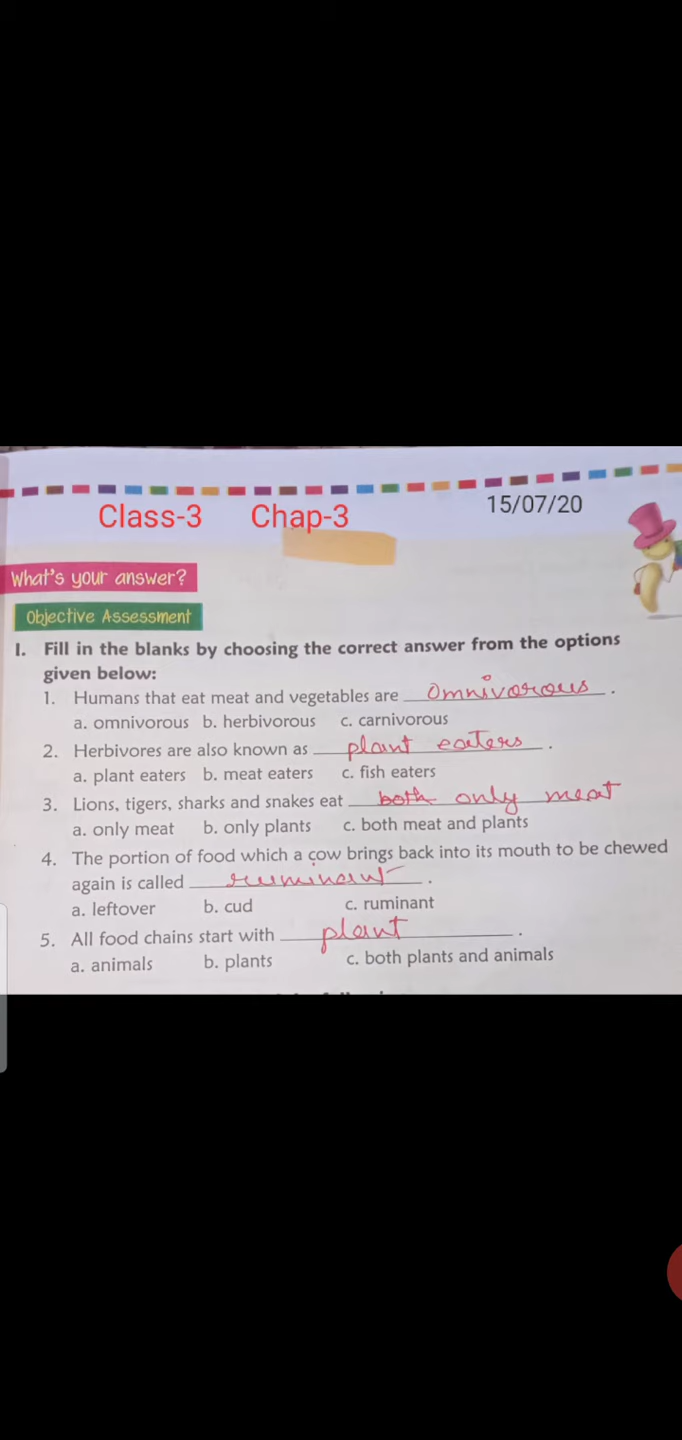 Class-3 Chap-3 15/07/20
What's your answer?
Objective Assessment
I. Fill in the blanks by choosing the correct answer from the options
given below:
1. Humans that eat meat and vegetables are omnivorous .
a. omnivorous b. herbivorous c. carnivorous
2. Herbivores are also known as plant eaters .
a. plant eaters b. meat eaters c. fish eaters
3. Lions, tigers, sharks and snakes eat both only meat
a. only meat b. only plants c. both meat and plants
4. The portion of food which a cow brings back into its mouth to be chewed
again is called ruminant .
a. leftover b. cud c. ruminant
5. All food chains start with plant .
a. animals b. plants c. both plants and animals